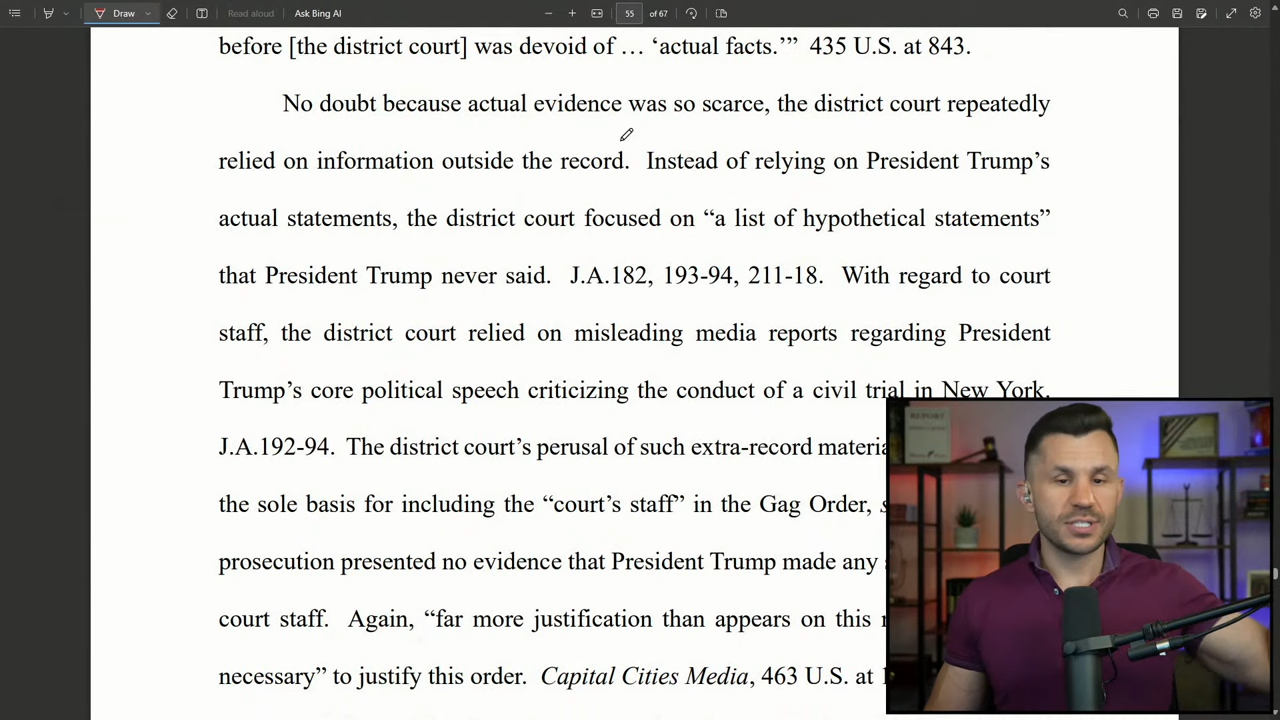 Draw
Read aloud
Ask Bing AI
55 of 67
before [the district court] was devoid of … ‘actual facts.’” 435 U.S. at 843.
No doubt because actual evidence was so scarce, the district court repeatedly
relied on information outside the record. Instead of relying on President Trump’s
actual statements, the district court focused on “a list of hypothetical statements”
that President Trump never said. J.A.182, 193-94, 211-18. With regard to court
staff, the district court relied on misleading media reports regarding President
Trump’s core political speech criticizing the conduct of a civil trial in New York.
J.A.192-94. The district court’s perusal of such extra-record
the sole basis for including the “court’s staff” in the Gag Order,
prosecution presented no evidence that President Trump made any
court staff. Again, “far more justification than appears on this
necessary” to justify this order. Capital Cities Media, 463 U.S. at
REPORT